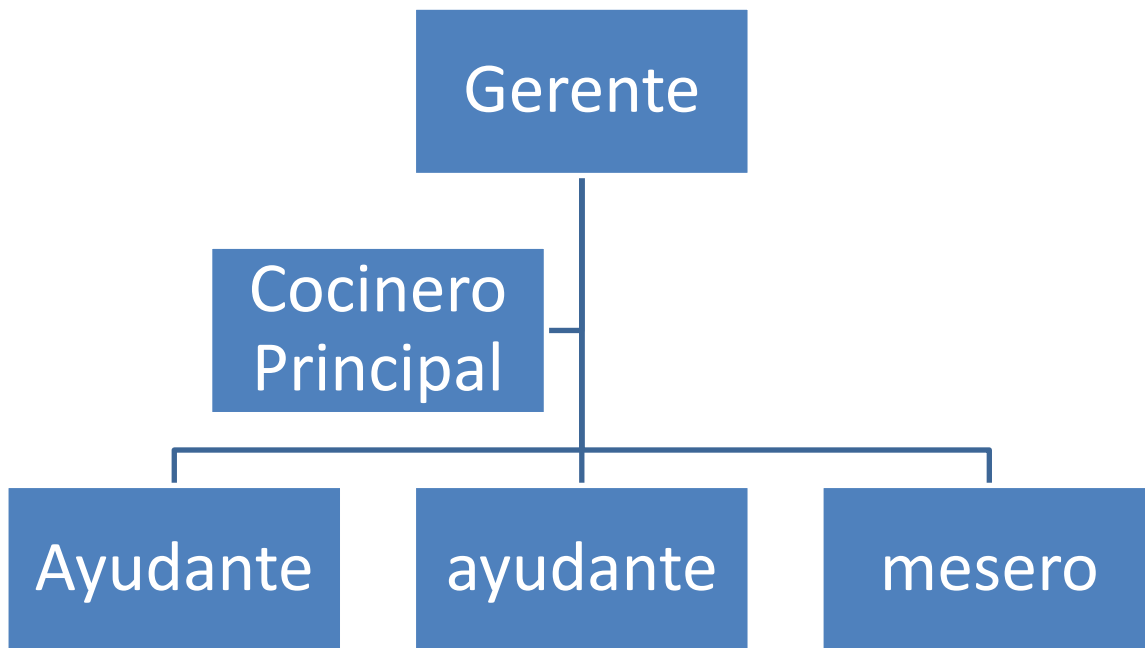 Gerente
Cocinero
Principal
Ayudante
ayudante
mesero